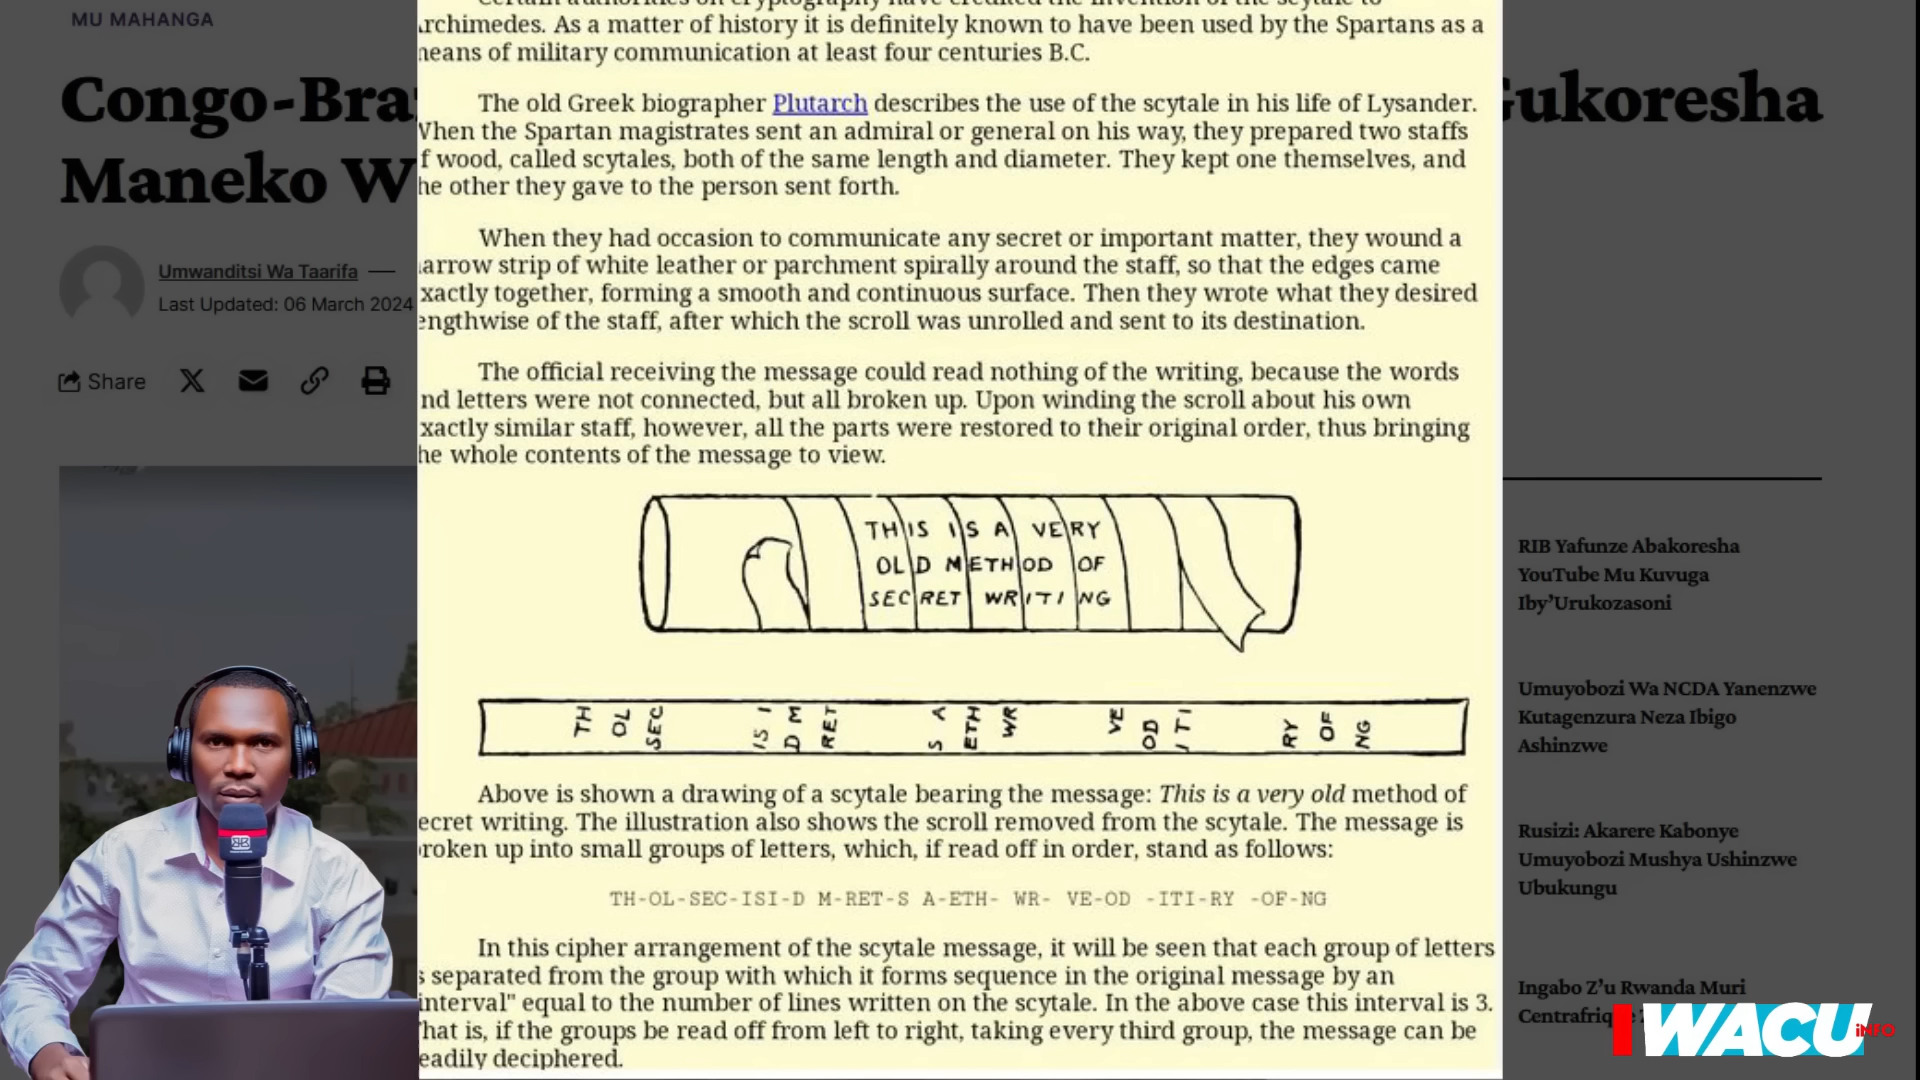 MU MAHANGA
Congo-Bra
Gukoresha
Maneko W
Umwanditsi Wa Taarifa
Last Updated: 06 March 2024
Share
to
Archimedes. As a matter of history it is definitely known to have been used by the Spartans as a
means of military communication at least four centuries B.C.
The old Greek biographer Plutarch describes the use of the scytale in his life of Lysander.
When the Spartan magistrates sent an admiral or general on his way, they prepared two staffs
of wood, called scytales, both of the same length and diameter. They kept one themselves, and
he other they gave to the person sent forth.
When they had occasion to communicate any secret or important matter, they wound a
arrow strip of white leather or parchment spirally around the staff, so that the edges came
xactly together, forming a smooth and continuous surface. Then they wrote what they desired
engthwise of the staff, after which the scroll was unrolled and sent to its destination.
The official receiving the message could read nothing of the writing, because the words
nd letters were not connected, but all broken up. Upon winding the scroll about his own
xactly similar staff, however, all the parts were restored to their original order, thus bringing
he whole contents of the message to view.
THIS IS A VERY
OLD METHOD OF
SECRET WRITING
TH OL SEC IS I D M RET S A ETH WR VE OD ITI RY OF NG
Above is shown a drawing of a scytale bearing the message: This is a very old method of
ecret writing. The illustration also shows the scroll removed from the scytale. The message is
roken up into small groups of letters, which, if read off in order, stand as follows:
TH-OL-SEC-ISI-D M-RET-S A-ETH- WR- VE-OD -ITI-RY -OF-NG
In this cipher arrangement of the scytale message, it will be seen that each group of letters
s separated from the group with which it forms sequence in the original message by an
interval" equal to the number of lines written on the scytale. In the above case this interval is 3.
That is, if the groups be read off from left to right, taking every third group, the message can be
eadily deciphered.
RIB Yafunze Abakoresha
YouTube Mu Kuvuga
Iby'Urukozasoni
Umuyobozi Wa NCDA Yanenzwe
Kutagenzura Neza Ibigo
Ashinzwe
Rusizi: Akarere Kabonye
Umuyobozi Mushya Ushinzwe
Ubukungu
Ingabo Z'u Rwanda Muri
Centrafriq
IWACU
iNFO